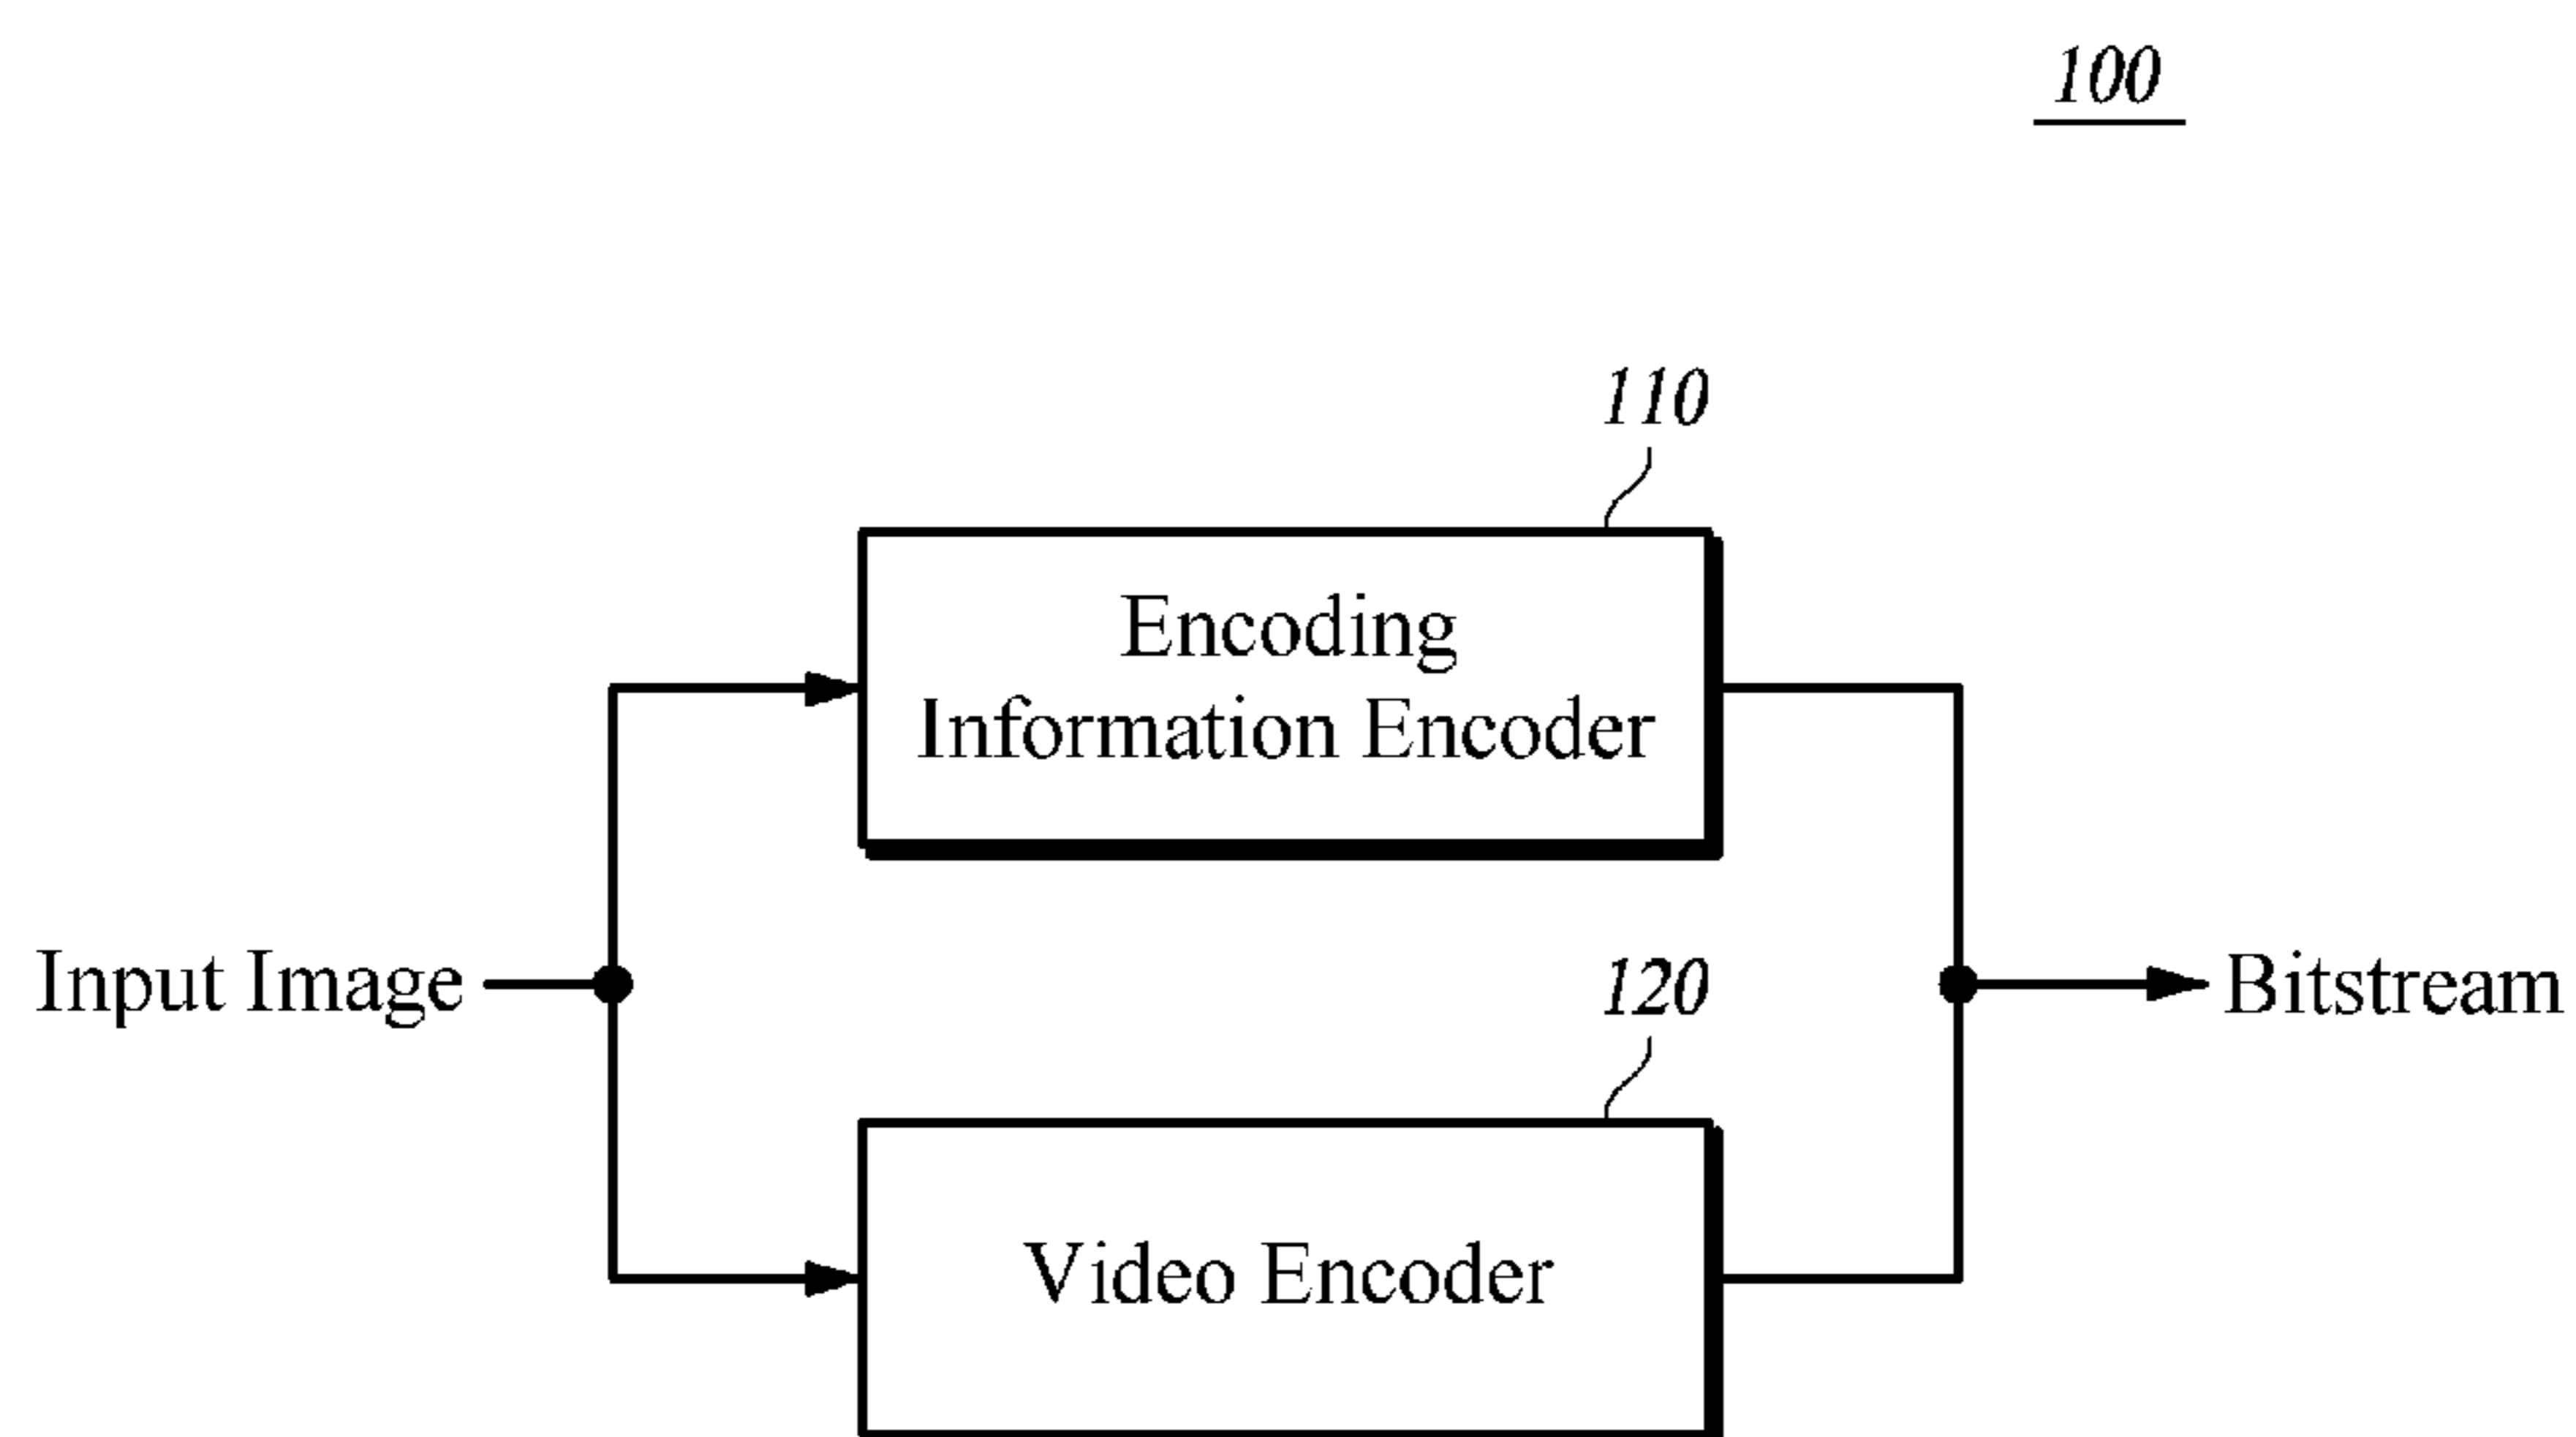 100
110
Encoding
Information Encoder
Input Image
120
Bitstream
Video Encoder